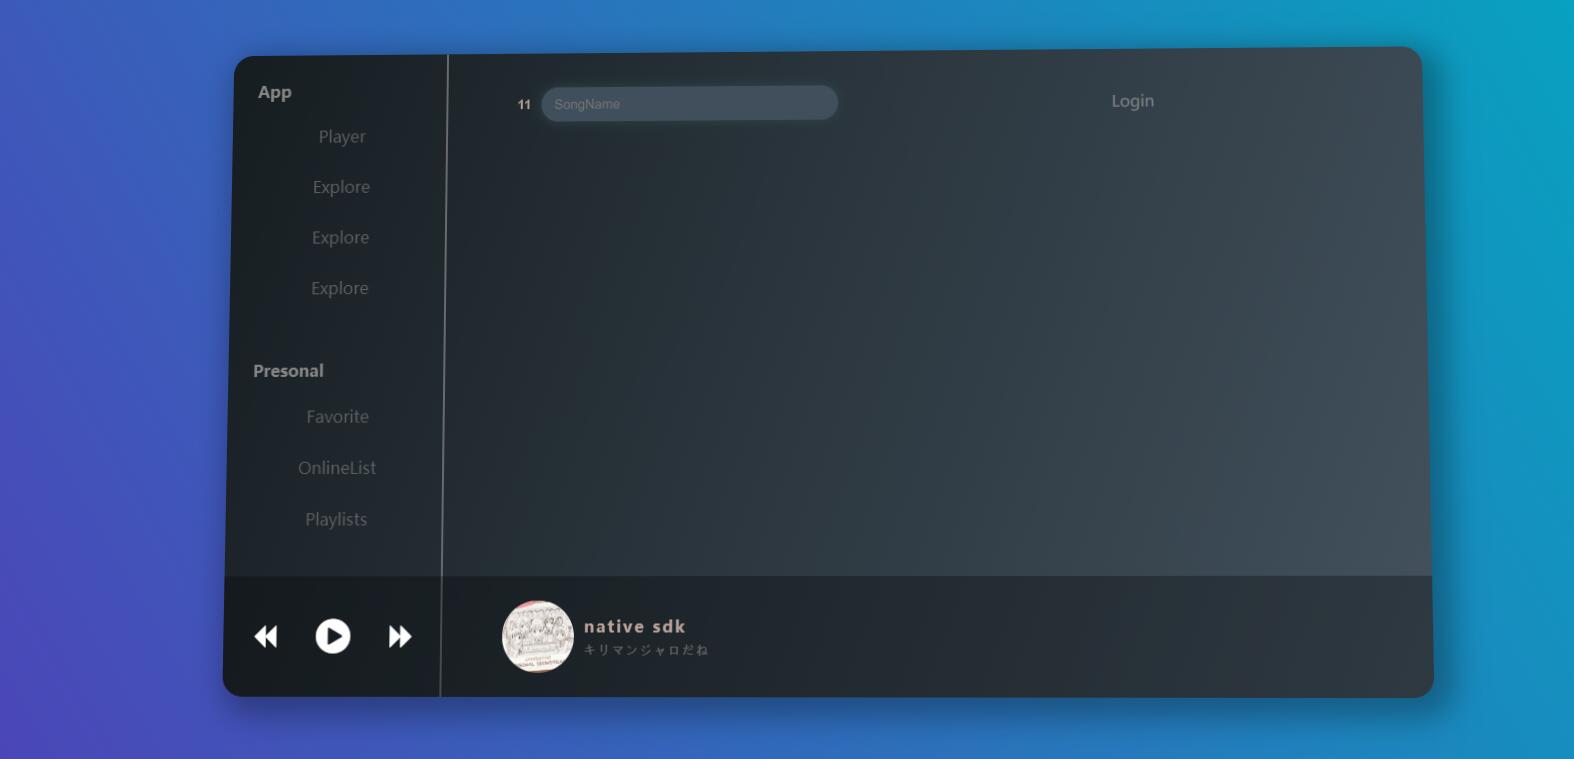 App
Player
Explore
Explore
Explore
Presonal
Favorite
OnlineList
Playlists
11 SongName
Login
native sdk
キリマンジャロだね